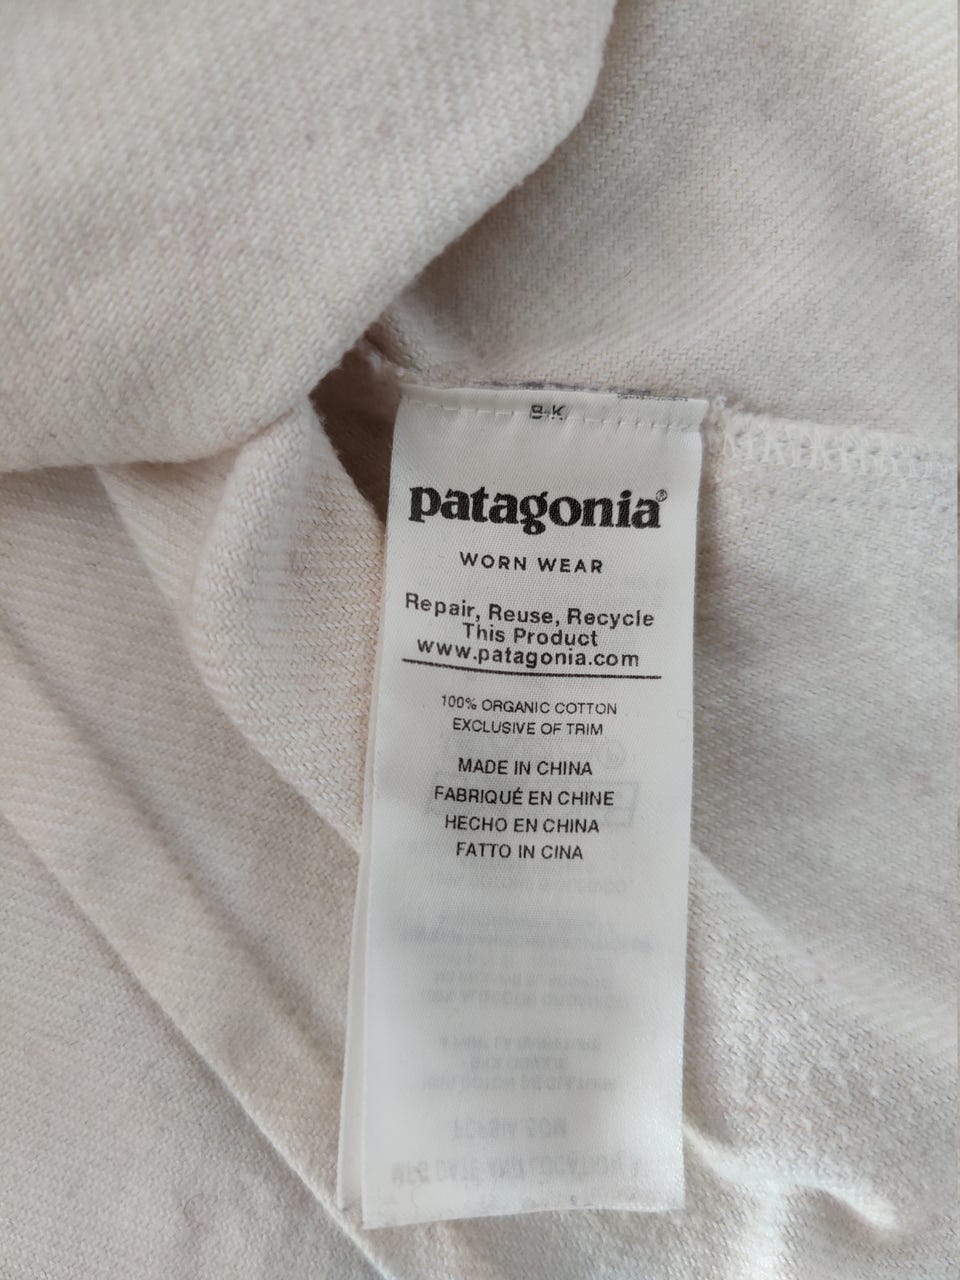 patagonia®
WORN WEAR
Repair, Reuse, Recycle
This Product
www.patagonia.com
100% ORGANIC COTTON
EXCLUSIVE OF TRIM
MADE IN CHINA
FABRIQUÉ EN CHINE
HECHO EN CHINA
FATTO IN CINA